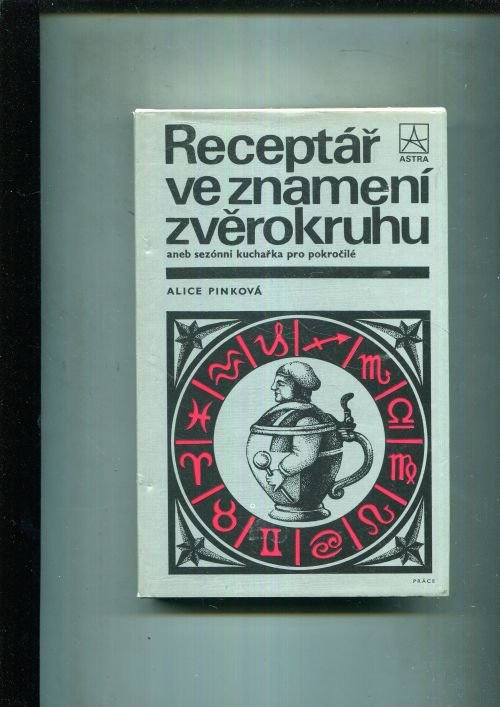 Receptář
ve znamení
zvěrokruhu
ASTRA
aneb sezónní kuchařka pro pokročilé
ALICE PINKOVÁ
PRÁCE